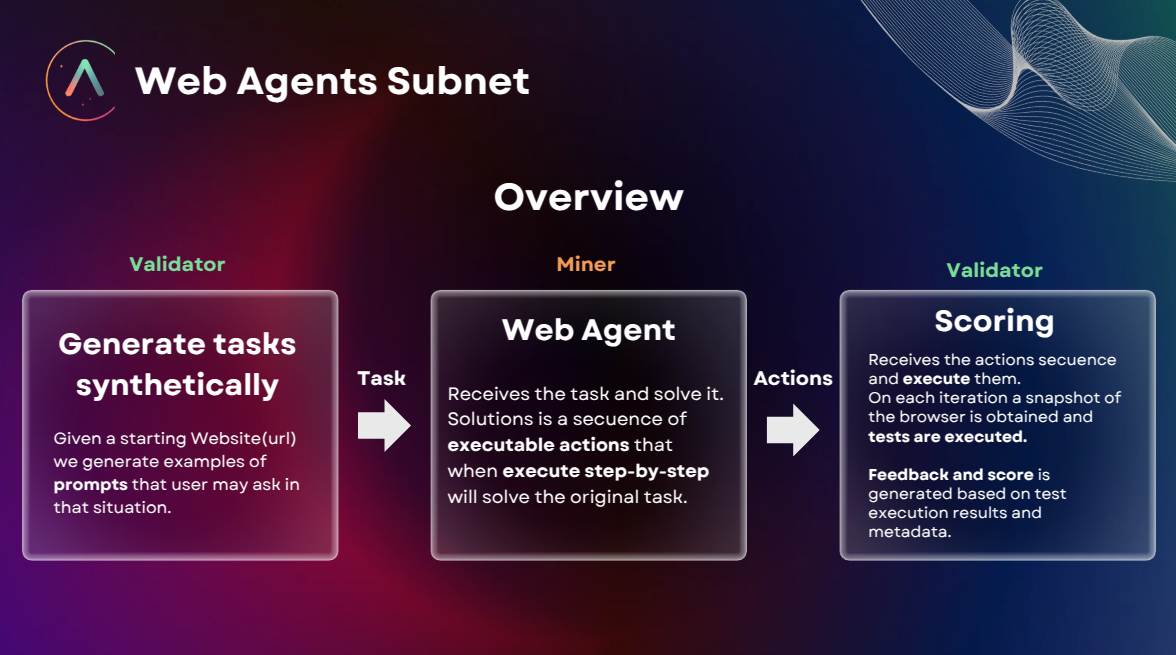 Web Agents Subnet
Overview
Validator
Generate tasks
synthetically
Given a starting Website(url)
we generate examples of
prompts that user may ask in
that situation.
Task
Miner
Web Agent
Receives the task and solve it.
Solutions is a secuence of
executable actions that
when execute step-by-step
will solve the original task.
Actions
Validator
Scoring
Receives the actions secuence
and execute them.
On each iteration a snapshot of
the browser is obtained and
tests are executed.
Feedback and score is
generated based on test
execution results and
metadata.